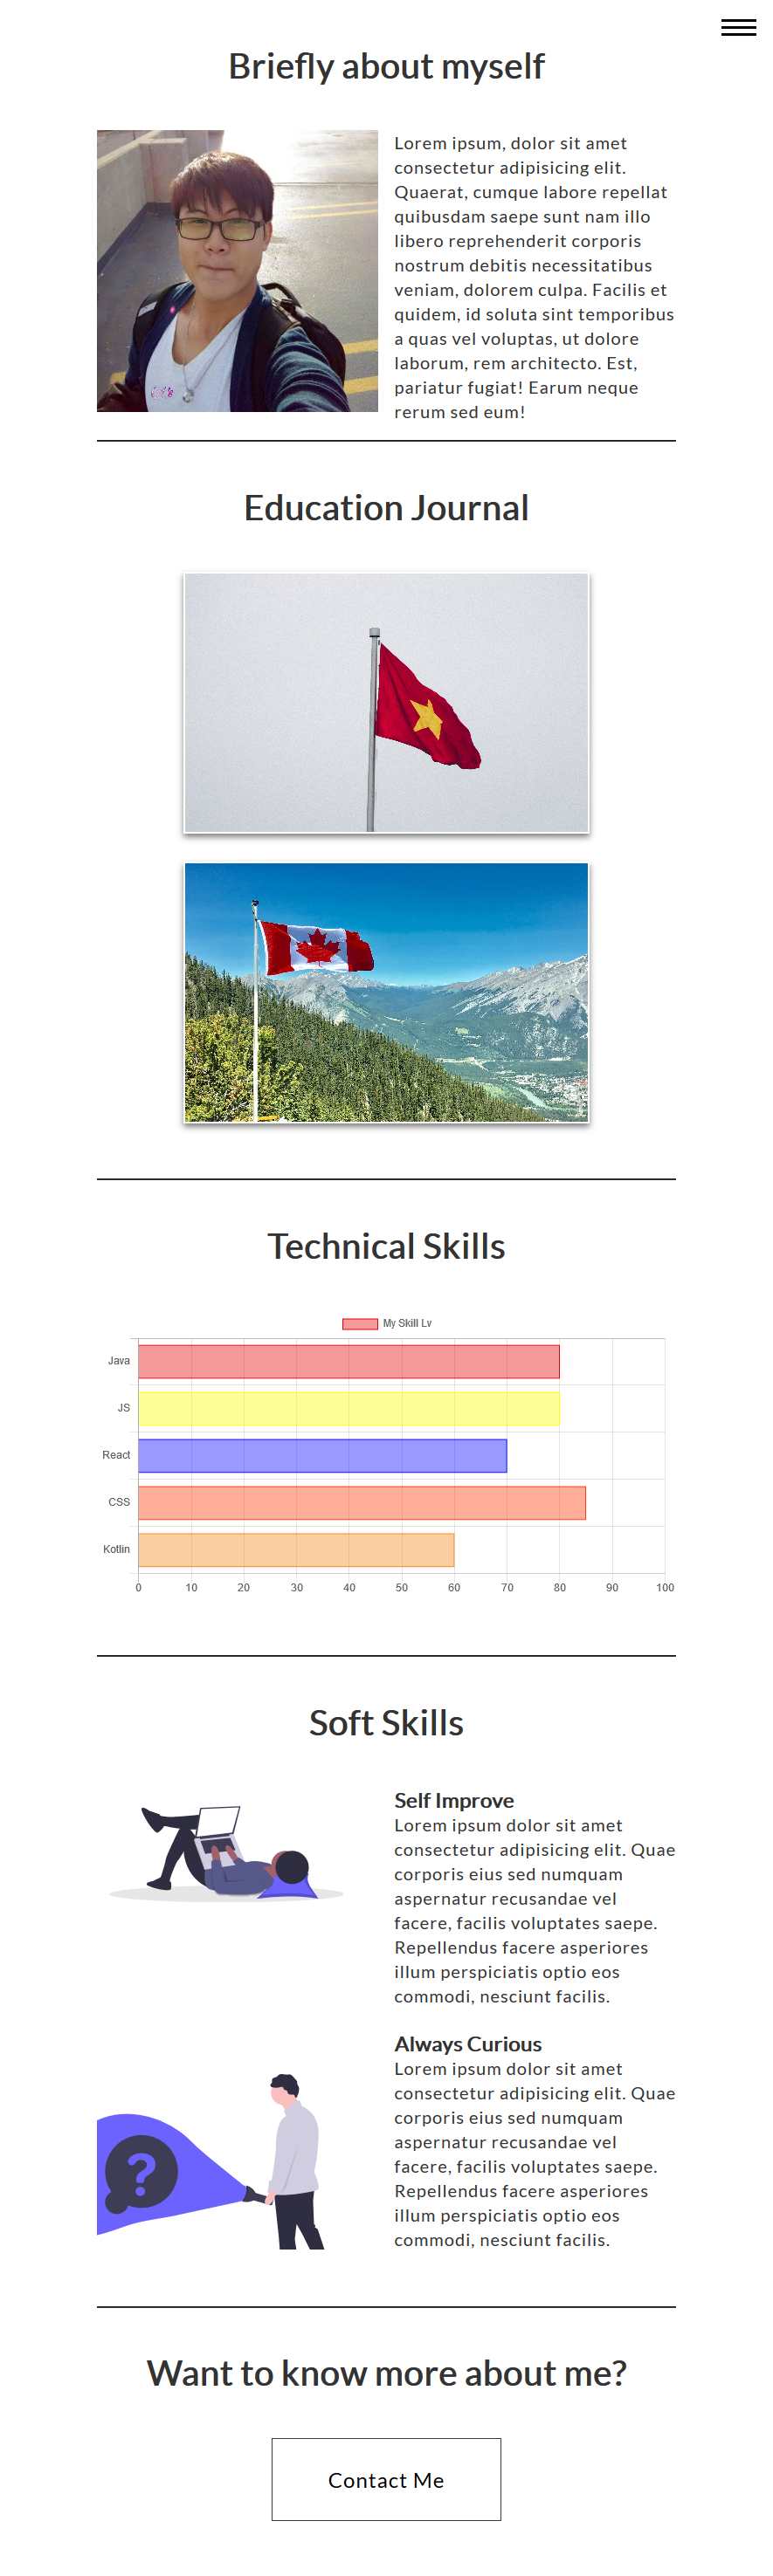 Briefly about myself
Lorem ipsum, dolor sit amet
consectetur adipisicing elit.
Quaerat, cumque labore repellat
quibusdam saepe sunt nam illo
libero reprehenderit corporis
nostrum debitis necessitatibus
veniam, dolorem culpa. Facilis et
quidem, id soluta sint temporibus
a quas vel voluptas, ut dolore
laborum, rem architecto. Est,
pariatur fugiat! Earum neque
rerum sed eum!
Education Journal
Technical Skills
My Skill Lv
Java
JS
React
CSS
Kotlin
0 10 20 30 40 50 60 70 80 90 100
Soft Skills
Self Improve
Lorem ipsum dolor sit amet
consectetur adipisicing elit. Quae
corporis eius sed numquam
aspernatur recusandae vel
facere, facilis voluptates saepe.
Repellendus facere asperiores
illum perspiciatis optio eos
commodi, nesciunt facilis.
?
Always Curious
Lorem ipsum dolor sit amet
consectetur adipisicing elit. Quae
corporis eius sed numquam
aspernatur recusandae vel
facere, facilis voluptates saepe.
Repellendus facere asperiores
illum perspiciatis optio eos
commodi, nesciunt facilis.
Want to know more about me?
Contact Me